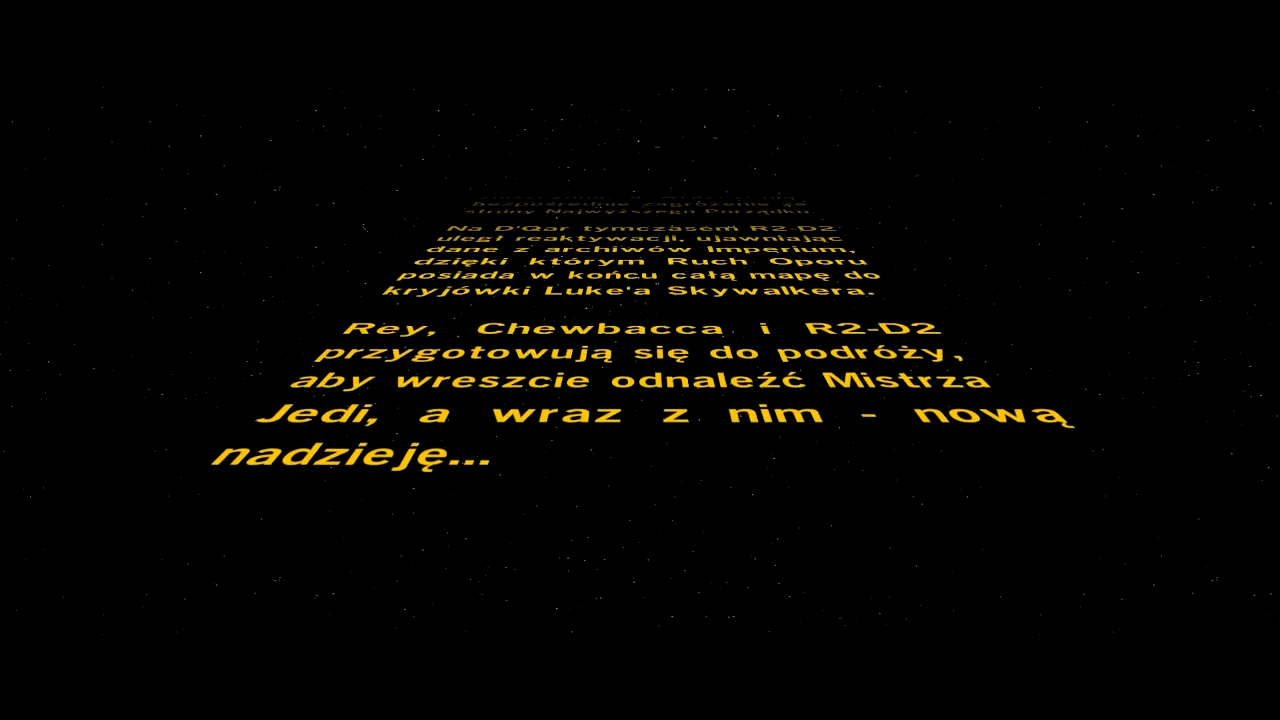 bezpośrednie zagrożenie ze
strony Najwyższego Porządku.
Na D'Qar tymczasem R2-D2
uległ reaktywacji, ujawniając
dane z archiwów Imperium,
dzięki którym Ruch Oporu
posiada w końcu całą mapę do
kryjówki Luke'a Skywalkera.
Rey, Chewbacca i R2-D2
przygotowują się do podróży,
aby wreszcie odnaleźć Mistrza
Jedi, a wraz z nim - nową
nadzieję...